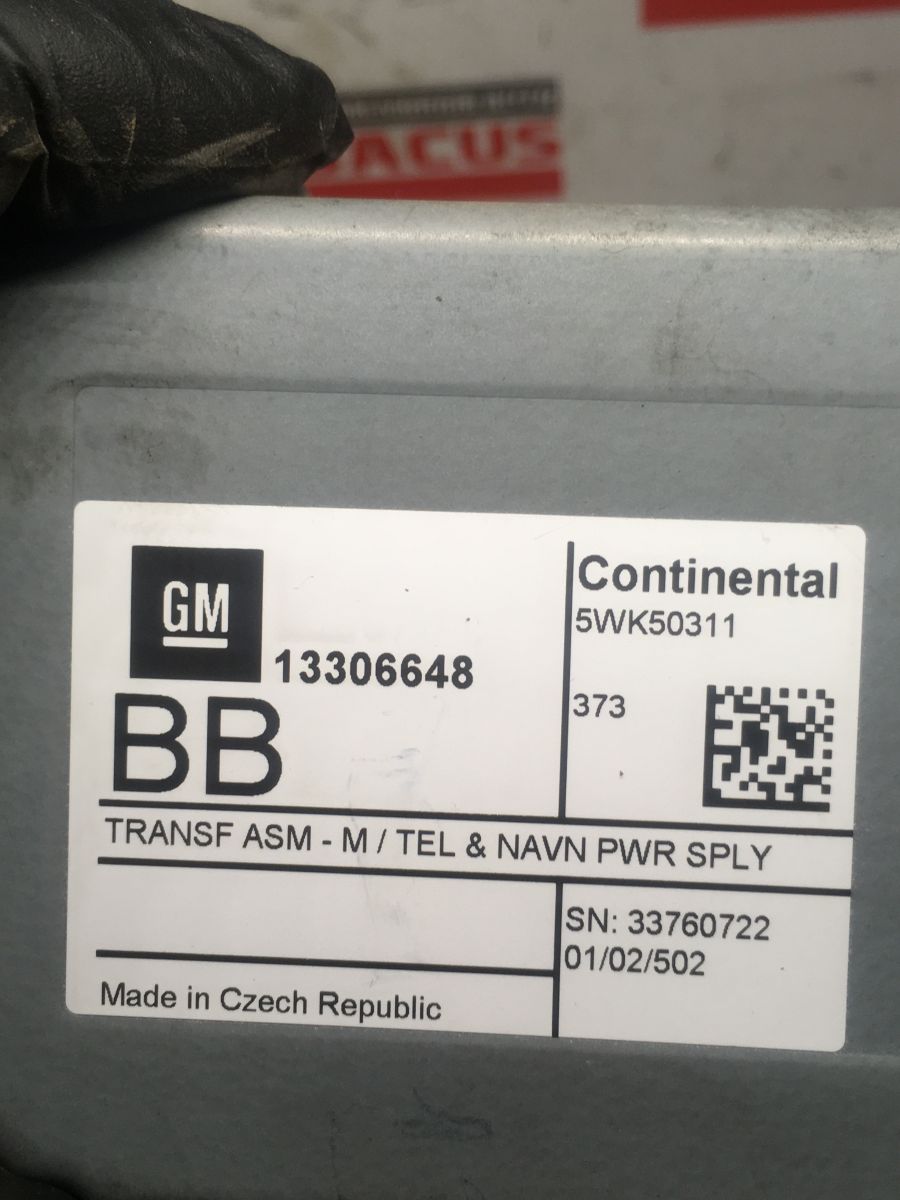 ACUS
GM
13306648
BB
Continental
5WK50311
373
TRANSF ASM - M / TEL & NAVN PWR SPLY
SN: 33760722
01/02/502
Made in Czech Republic